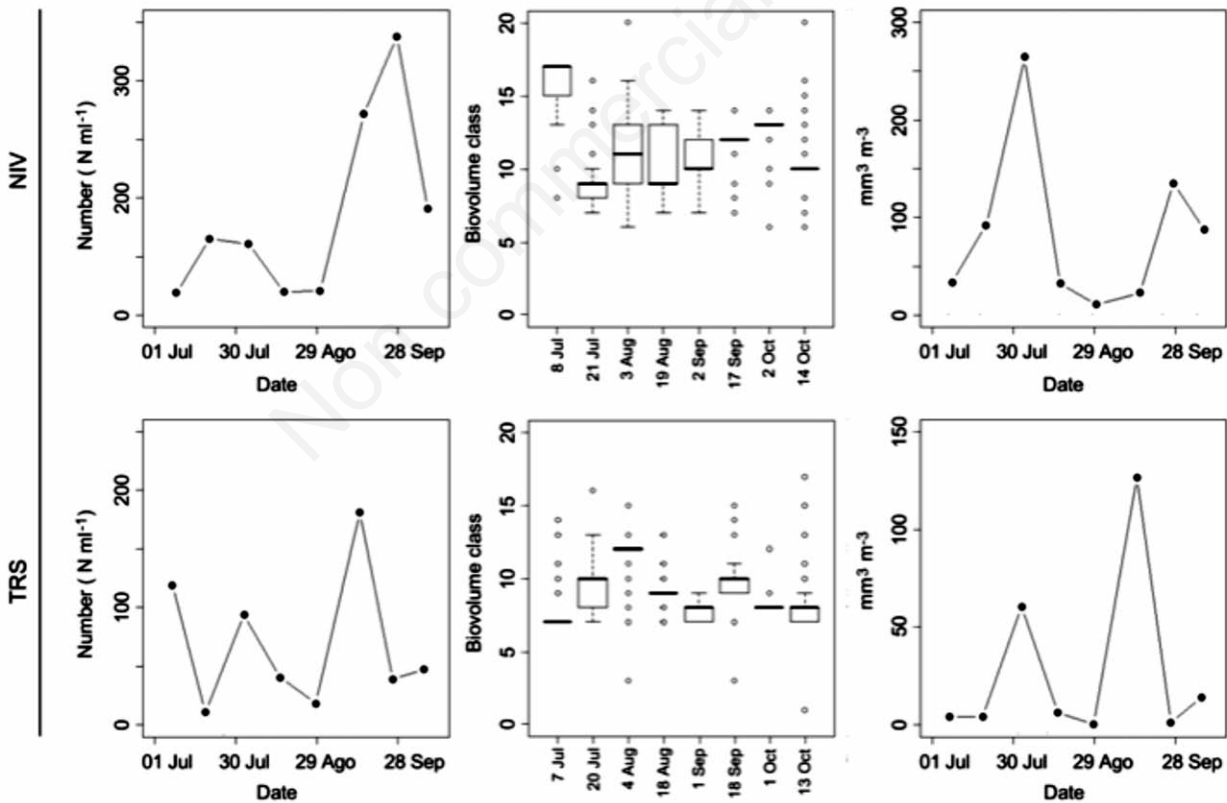 NIV
Number ( N ml-1)
300
200
0
01 Jul 30 Jul 29 Ago 28 Sep
Date
Biovolume class
20
15
10
5
0
8 Jul
21 Jul
3 Aug
19 Aug
2 Sep
17 Sep
2 Oct
14 Oct
mm3 m-3
300
200
100
0
01 Jul 30 Jul 29 Ago 28 Sep
Date
TRS
Number ( N ml-1)
200
100
0
01 Jul 30 Jul 29 Ago 28 Sep
Date
Biovolume class
20
15
10
5
0
7 Jul
20 Jul
4 Aug
18 Aug
1 Sep
18 Sep
1 Oct
13 Oct
mm3 m-3
150
100
50
0
01 Jul 30 Jul 29 Ago 28 Sep
Date
Non commercial